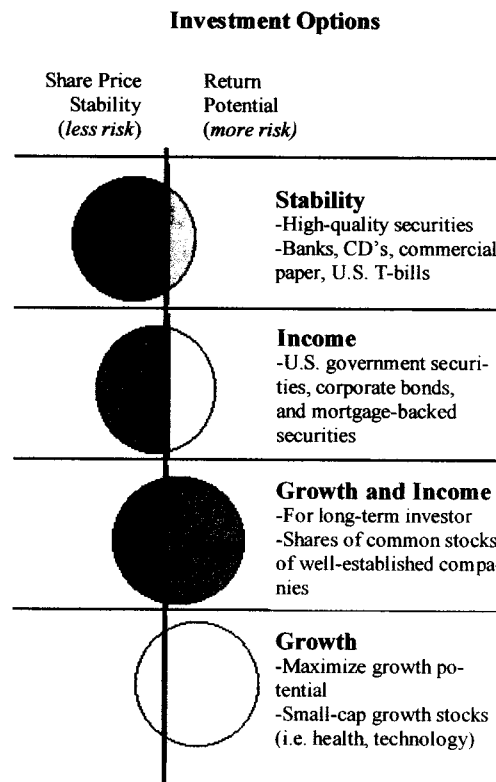 Investment Options
Share Price
Stability
(less risk)
Return
Potential
(more risk)
Stability
-High-quality securities
-Banks, CD's, commercial
paper, U.S. T-bills
Income
-U.S. government securi-
ties, corporate bonds,
and mortgage-backed
securities
Growth and Income
-For long-term investor
-Shares of common stocks
of well-established compa-
nies
Growth
-Maximize growth po-
tential
-Small-cap growth stocks
(i.e. health, technology)